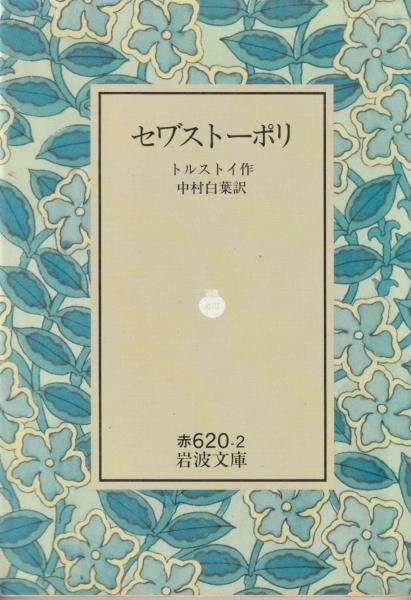 セヷストーポリ
トルストイ作
中村白葉訳
赤620-2
岩波文庫